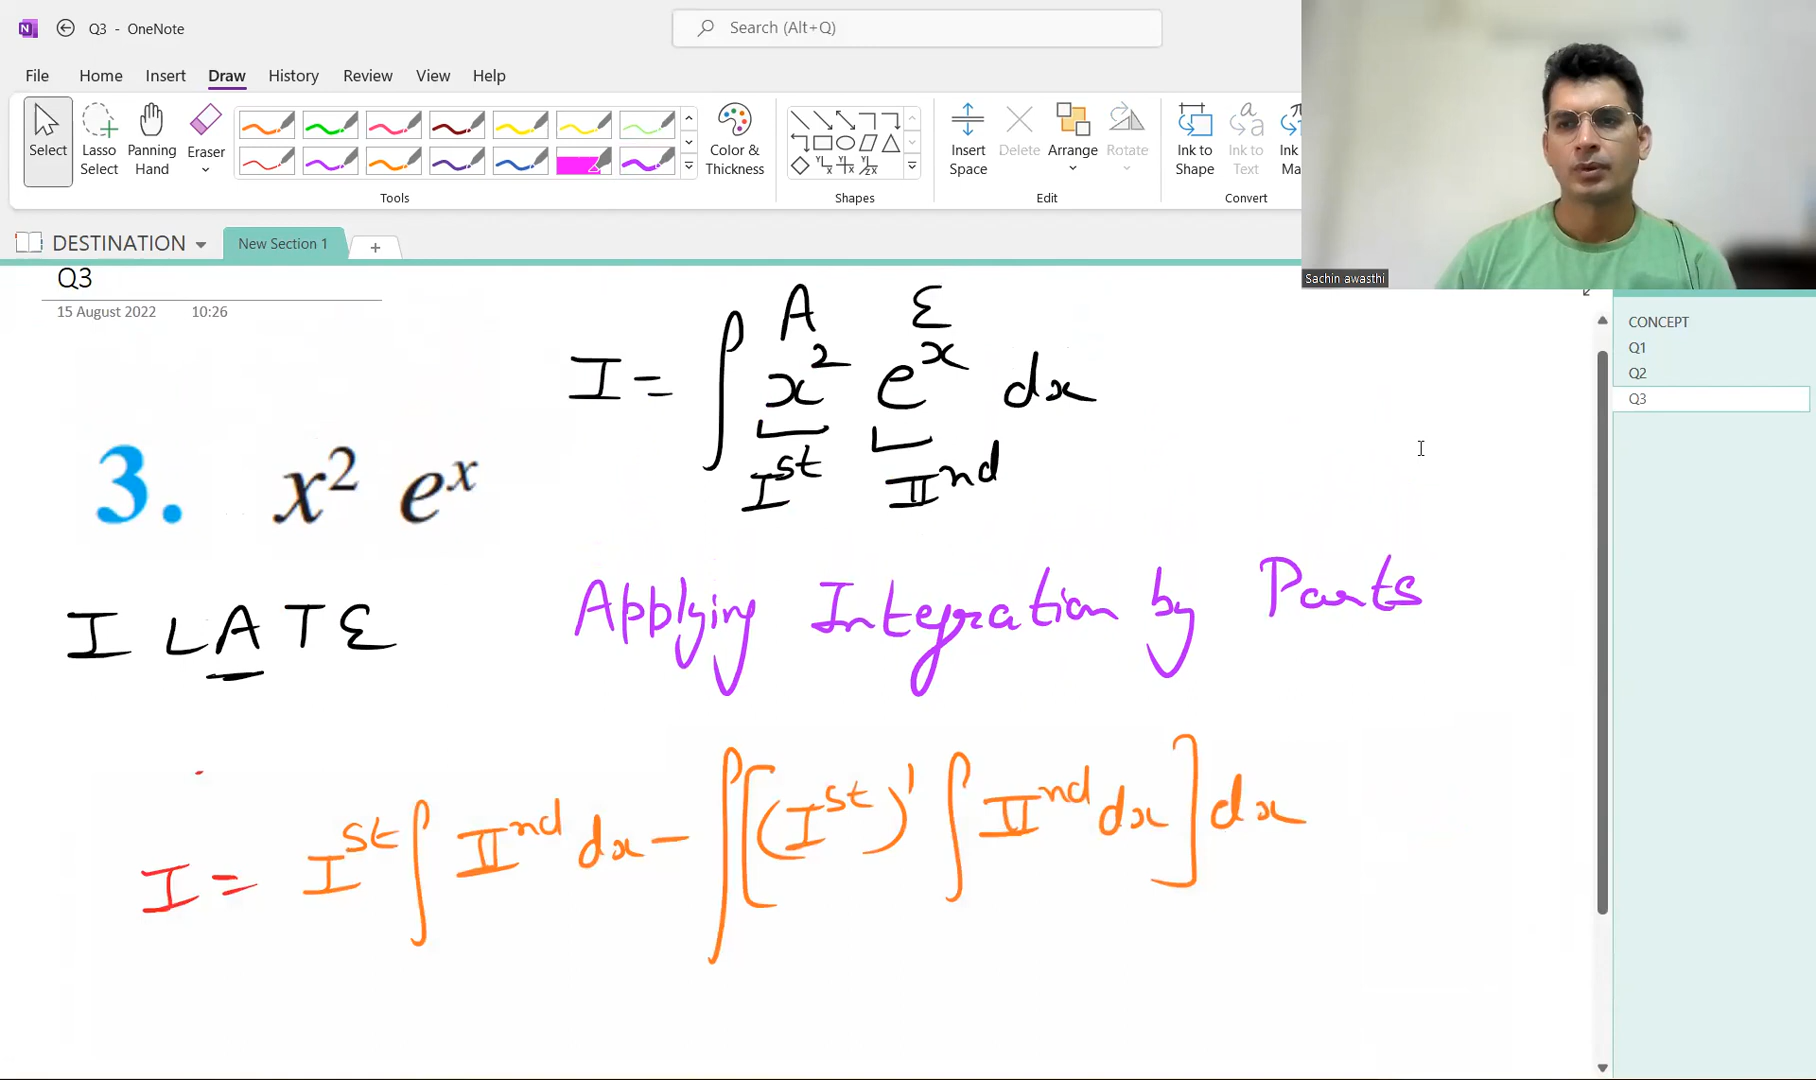 Q3 - OneNote
Search (Alt+Q)
File Home Insert Draw History Review View Help
Select
Lasso Select
Panning Hand
Eraser
Color & Thickness
Insert Space
Delete
Arrange
Rotate
Ink to Shape
Ink to Text
Ink
Ma
Tools Shapes Edit Convert
Sachin awasthi
DESTINATION New Section 1 +
Q3
15 August 2022 10:26
CONCEPT
Q1
Q2
Q3
A E
I = ∫ x² eˣ dx
Iˢᵗ IIⁿᵈ
3. x² eˣ
I LATE
Applying Integration by Parts
I = Iˢᵗ ∫ IIⁿᵈ dx − ∫ [(Iˢᵗ)' ∫ IIⁿᵈ dx] dx